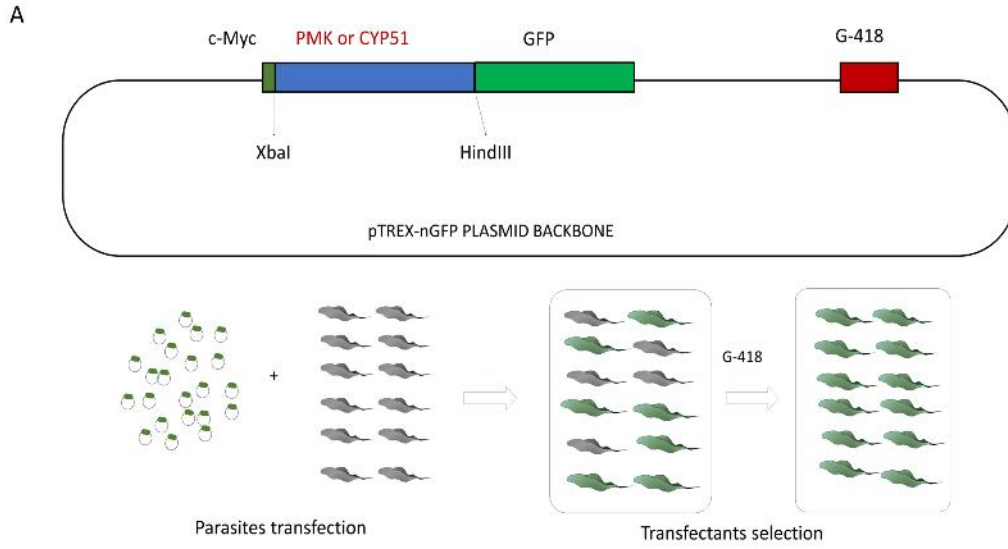 A
c-Myc PMK or CYP51 GFP G-418
XbaI HindIII
pTREX-nGFP PLASMID BACKBONE
+ G-418
Parasites transfection Transfectants selection